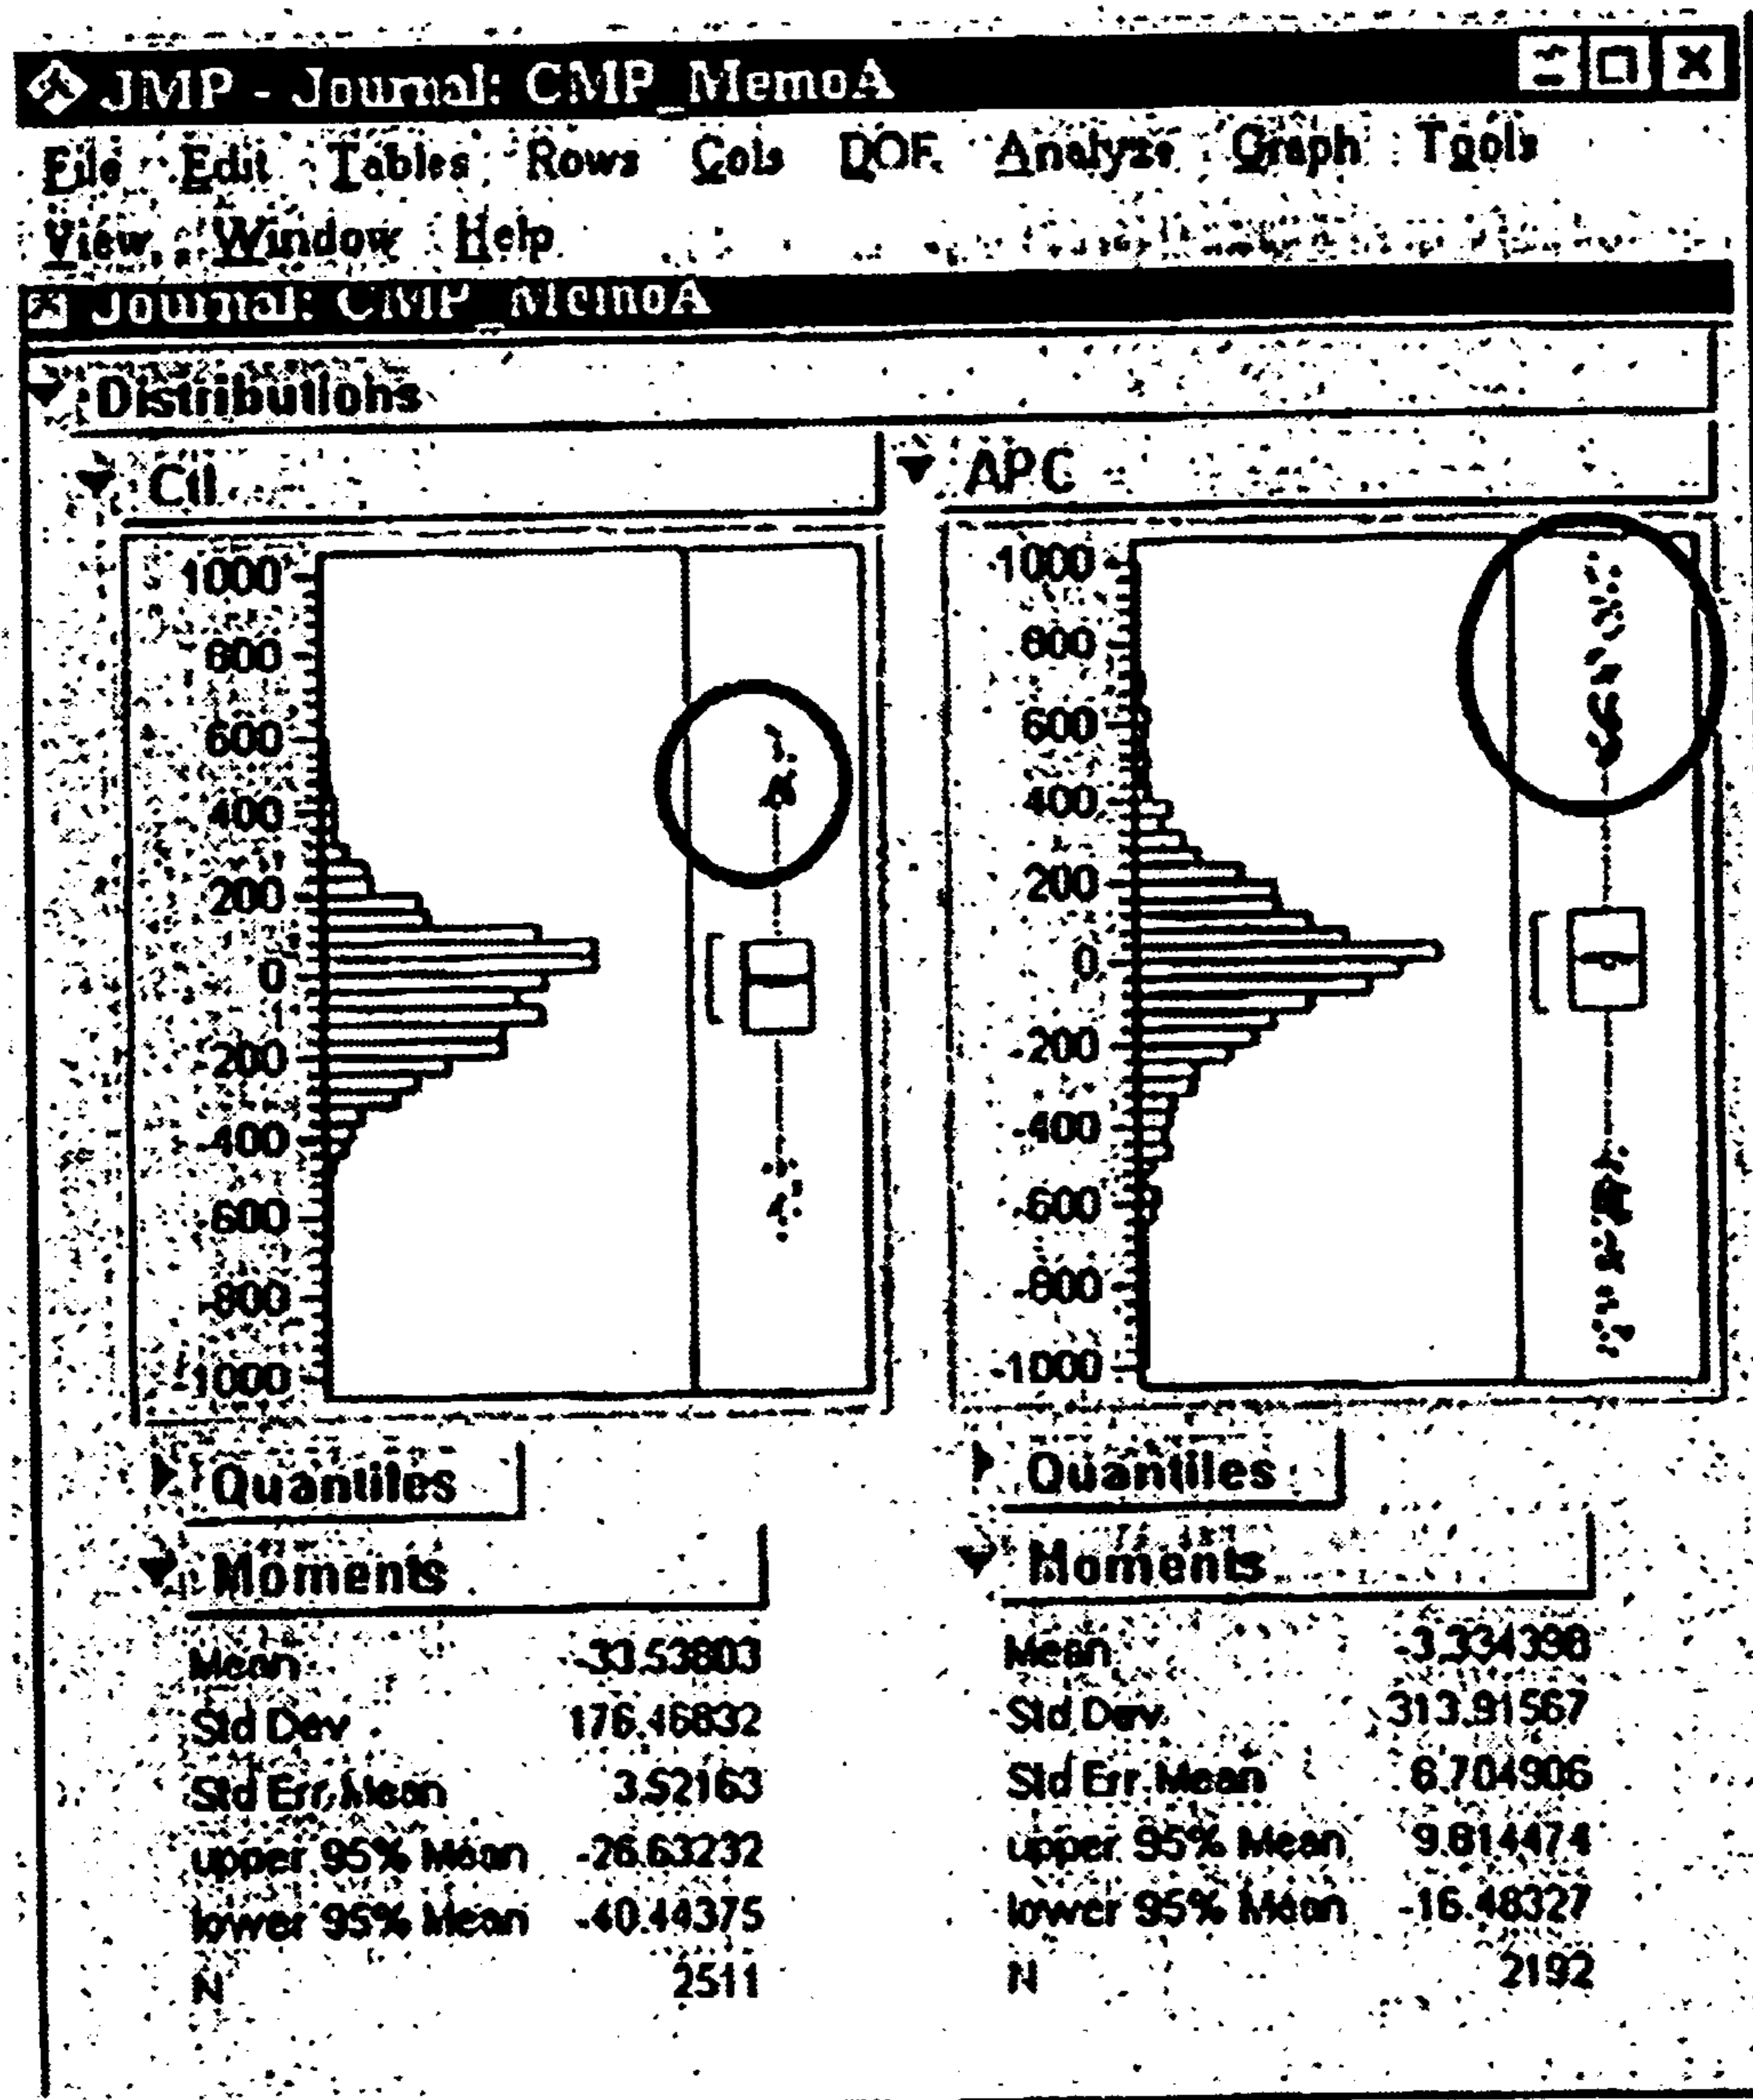 JMP - Journal: CMP_MemoA
File Edit Tables Rows Cols DOE Analyze Graph Tools
View Window Help
Journal: CMP_MemoA
Distributions
Ctl
APC
1000
800
600
400
200
0
-200
-400
-600
-800
-1000
1000
800
600
400
200
0
-200
-400
-600
-800
-1000
Quantiles
Quantiles
Moments
Moments
Mean -33.53803
Std Dev 176.46632
Std Err Mean 3.52163
upper 95% Mean -26.63232
lower 95% Mean -40.44375
N 2511
Mean -3.334398
Std Dev 313.91567
Std Err Mean 6.704906
upper 95% Mean 9.814474
lower 95% Mean -16.48327
N 2192